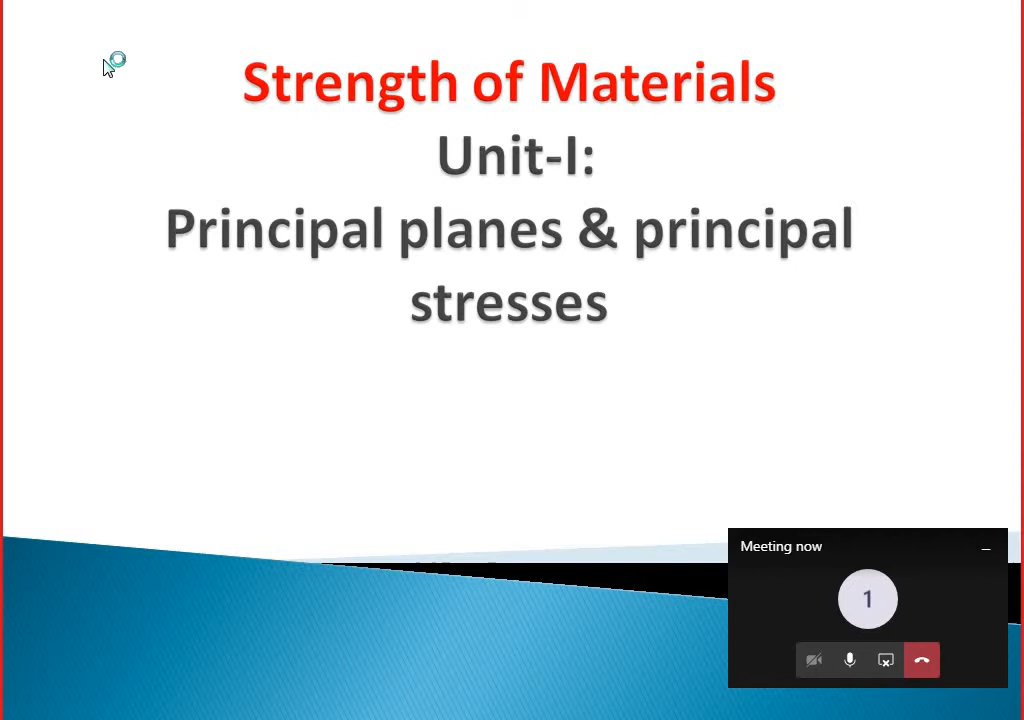 Strength of Materials
Unit-I:
Principal planes & principal
stresses
Meeting now
1